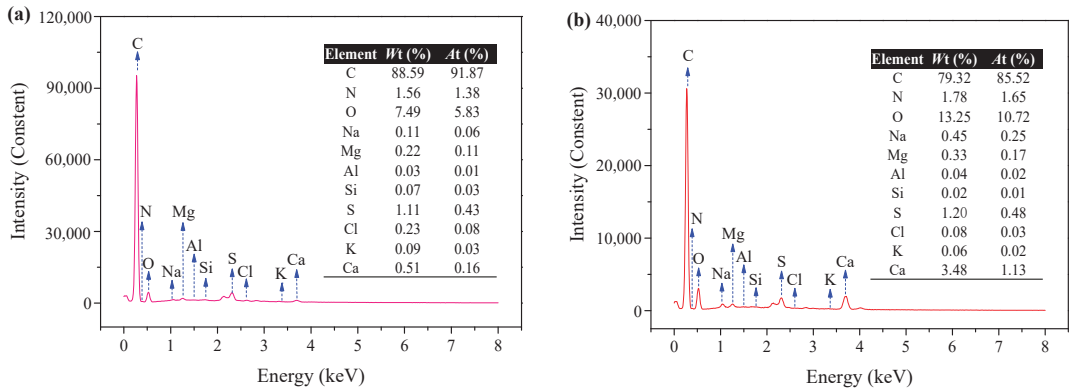 (a)
120,000
90,000
60,000
30,000
0
Intensity (Constent)
0 1 2 3 4 5 6 7 8
Energy (keV)
C
N
O
Na
Mg
Al
Si
S
Cl
K
Ca
Element Wt (%) At (%)
C 88.59 91.87
N 1.56 1.38
O 7.49 5.83
Na 0.11 0.06
Mg 0.22 0.11
Al 0.03 0.01
Si 0.07 0.03
S 1.11 0.43
Cl 0.23 0.08
K 0.09 0.03
Ca 0.51 0.16
(b)
40,000
30,000
20,000
10,000
0
Intensity (Constent)
0 1 2 3 4 5 6 7 8
Energy (keV)
C
N
O
Na
Mg
Al
Si
S
Cl
K
Ca
Element Wt (%) At (%)
C 79.32 85.52
N 1.78 1.65
O 13.25 10.72
Na 0.45 0.25
Mg 0.33 0.17
Al 0.04 0.02
Si 0.02 0.01
S 1.20 0.48
Cl 0.08 0.03
K 0.06 0.02
Ca 3.48 1.13